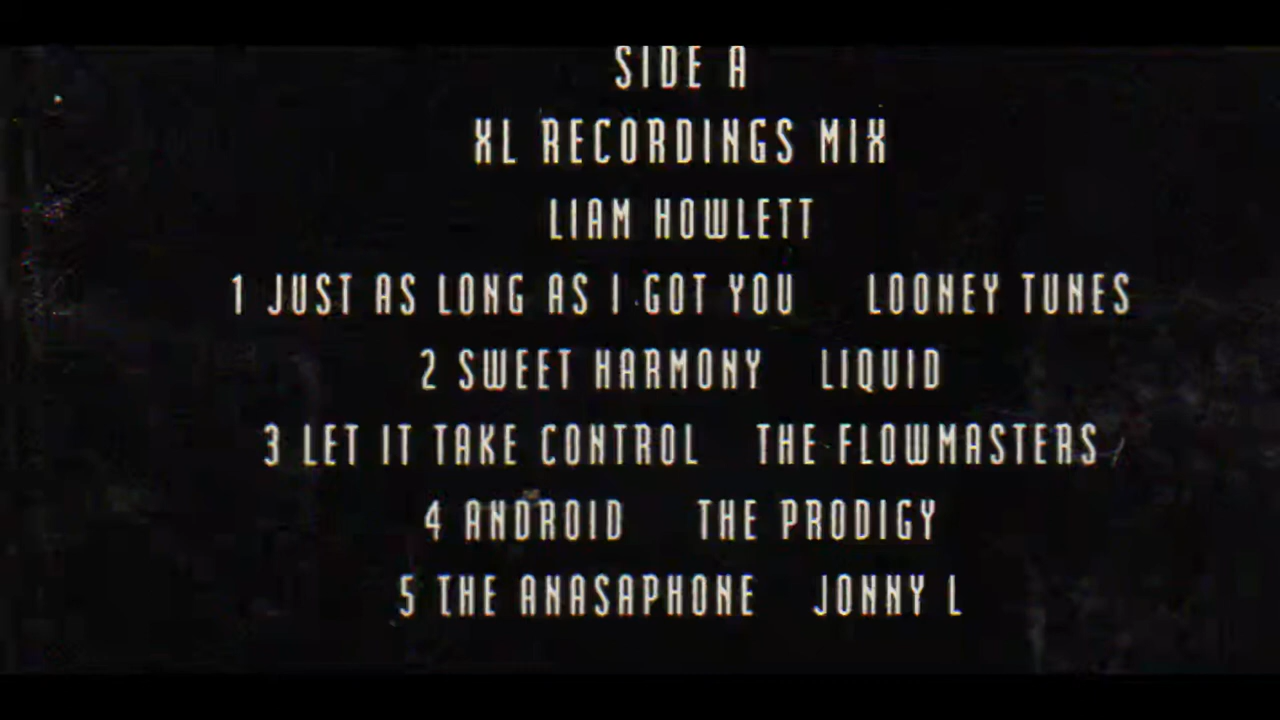 SIDE A
XL RECORDINGS MIX
LIAM HOWLETT
1 JUST AS LONG AS I GOT YOU LOONEY TUNES
2 SWEET HARMONY LIQUID
3 LET IT TAKE CONTROL THE FLOWMASTERS
4 ANDROID THE PRODIGY
5 THE ANASAPHONE JONNY L